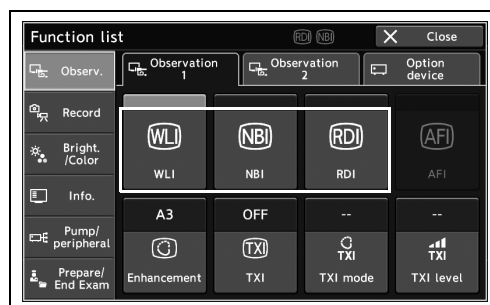 Function list RDI NBI Close
Observ.
Observation
1
Observation
2
Option
device
Record
Bright.
/Color
Info.
Pump/
peripheral
Prepare/
End Exam
WLI NBI RDI AFI
WLI NBI RDI AFI
A3 OFF -- --
TXI TXI TXI
Enhancement TXI TXI mode TXI level